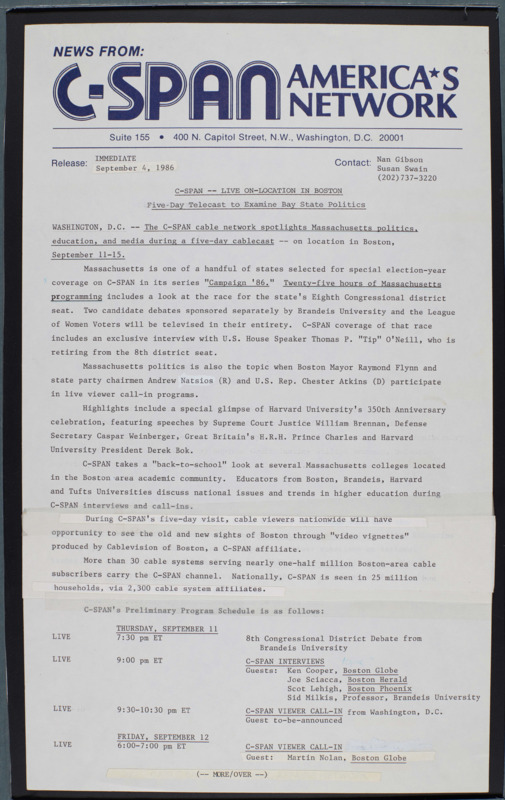 NEWS FROM:
C-SPAN AMERICA★S NETWORK
Suite 155 • 400 N. Capitol Street, N.W., Washington, D.C. 20001
Release: IMMEDIATE
September 4, 1986
Contact: Nan Gibson
Susan Swain
(202)737-3220
C-SPAN -- LIVE ON-LOCATION IN BOSTON
Five-Day Telecast to Examine Bay State Politics
WASHINGTON, D.C. -- The C-SPAN cable network spotlights Massachusetts politics,
education, and media during a five-day cablecast -- on location in Boston,
September 11-15.
Massachusetts is one of a handful of states selected for special election-year
coverage on C-SPAN in its series "Campaign '86." Twenty-five hours of Massachusetts
programming includes a look at the race for the state's Eighth Congressional district
seat. Two candidate debates sponsored separately by Brandeis University and the League
of Women Voters will be televised in their entirety. C-SPAN coverage of that race
includes an exclusive interview with U.S. House Speaker Thomas P. "Tip" O'Neill, who is
retiring from the 8th district seat.
Massachusetts politics is also the topic when Boston Mayor Raymond Flynn and
state party chairmen Andrew Natsios (R) and U.S. Rep. Chester Atkins (D) participate
in live viewer call-in programs.
Highlights include a special glimpse of Harvard University's 350th Anniversary
celebration, featuring speeches by Supreme Court Justice William Brennan, Defense
Secretary Caspar Weinberger, Great Britain's H.R.H. Prince Charles and Harvard
University President Derek Bok.
C-SPAN takes a "back-to-school" look at several Massachusetts colleges located
in the Boston area academic community. Educators from Boston, Brandeis, Harvard
and Tufts Universities discuss national issues and trends in higher education during
C-SPAN interviews and call-ins.
During C-SPAN's five-day visit, cable viewers nationwide will have
opportunity to see the old and new sights of Boston through "video vignettes"
produced by Cablevision of Boston, a C-SPAN affiliate.
More than 30 cable systems serving nearly one-half million Boston-area cable
subscribers carry the C-SPAN channel. Nationally, C-SPAN is seen in 25 million
households, via 2,300 cable system affiliates.
C-SPAN's Preliminary Program Schedule is as follows:
THURSDAY, SEPTEMBER 11
LIVE 7:30 pm ET 8th Congressional District Debate from
Brandeis University
LIVE 9:00 pm ET C-SPAN INTERVIEWS
Guests: Ken Cooper, Boston Globe
Joe Sciacca, Boston Herald
Scot Lehigh, Boston Phoenix
Sid Milkis, Professor, Brandeis University
LIVE 9:30-10:30 pm ET C-SPAN VIEWER CALL-IN from Washington, D.C.
Guest to-be-announced
FRIDAY, SEPTEMBER 12
LIVE 6:00-7:00 pm ET C-SPAN VIEWER CALL-IN
Guest: Martin Nolan, Boston Globe
(-- MORE/OVER --)